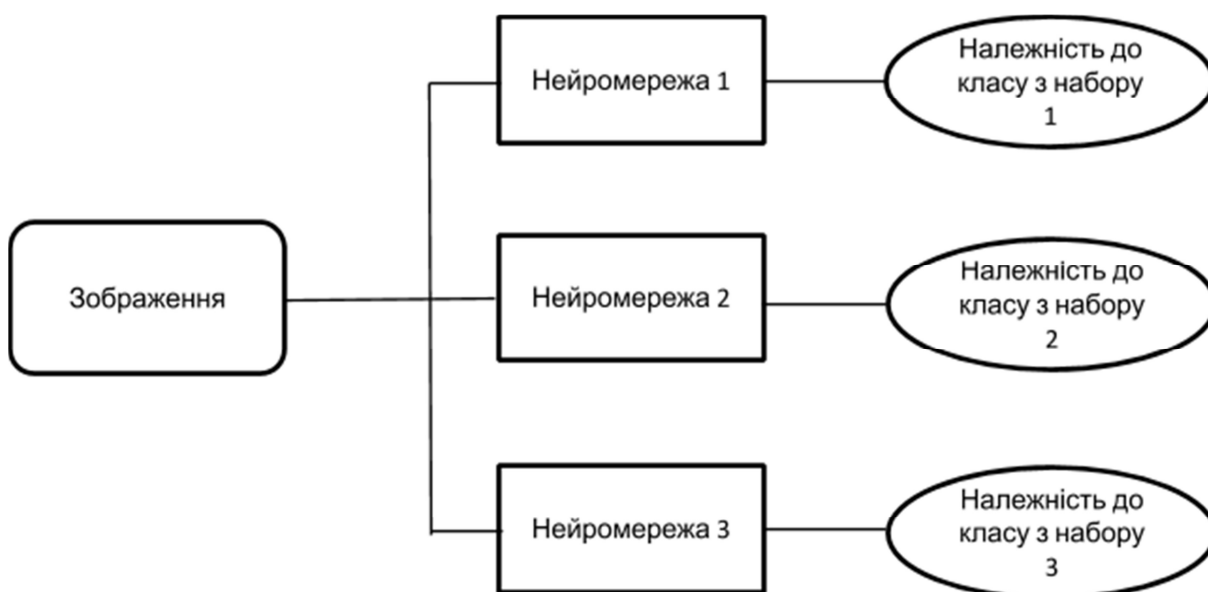 Нейромережа 1
Належність до
класу з набору
1
Зображення
Нейромережа 2
Належність до
класу з набору
2
Нейромережа 3
Належність до
класу з набору
3